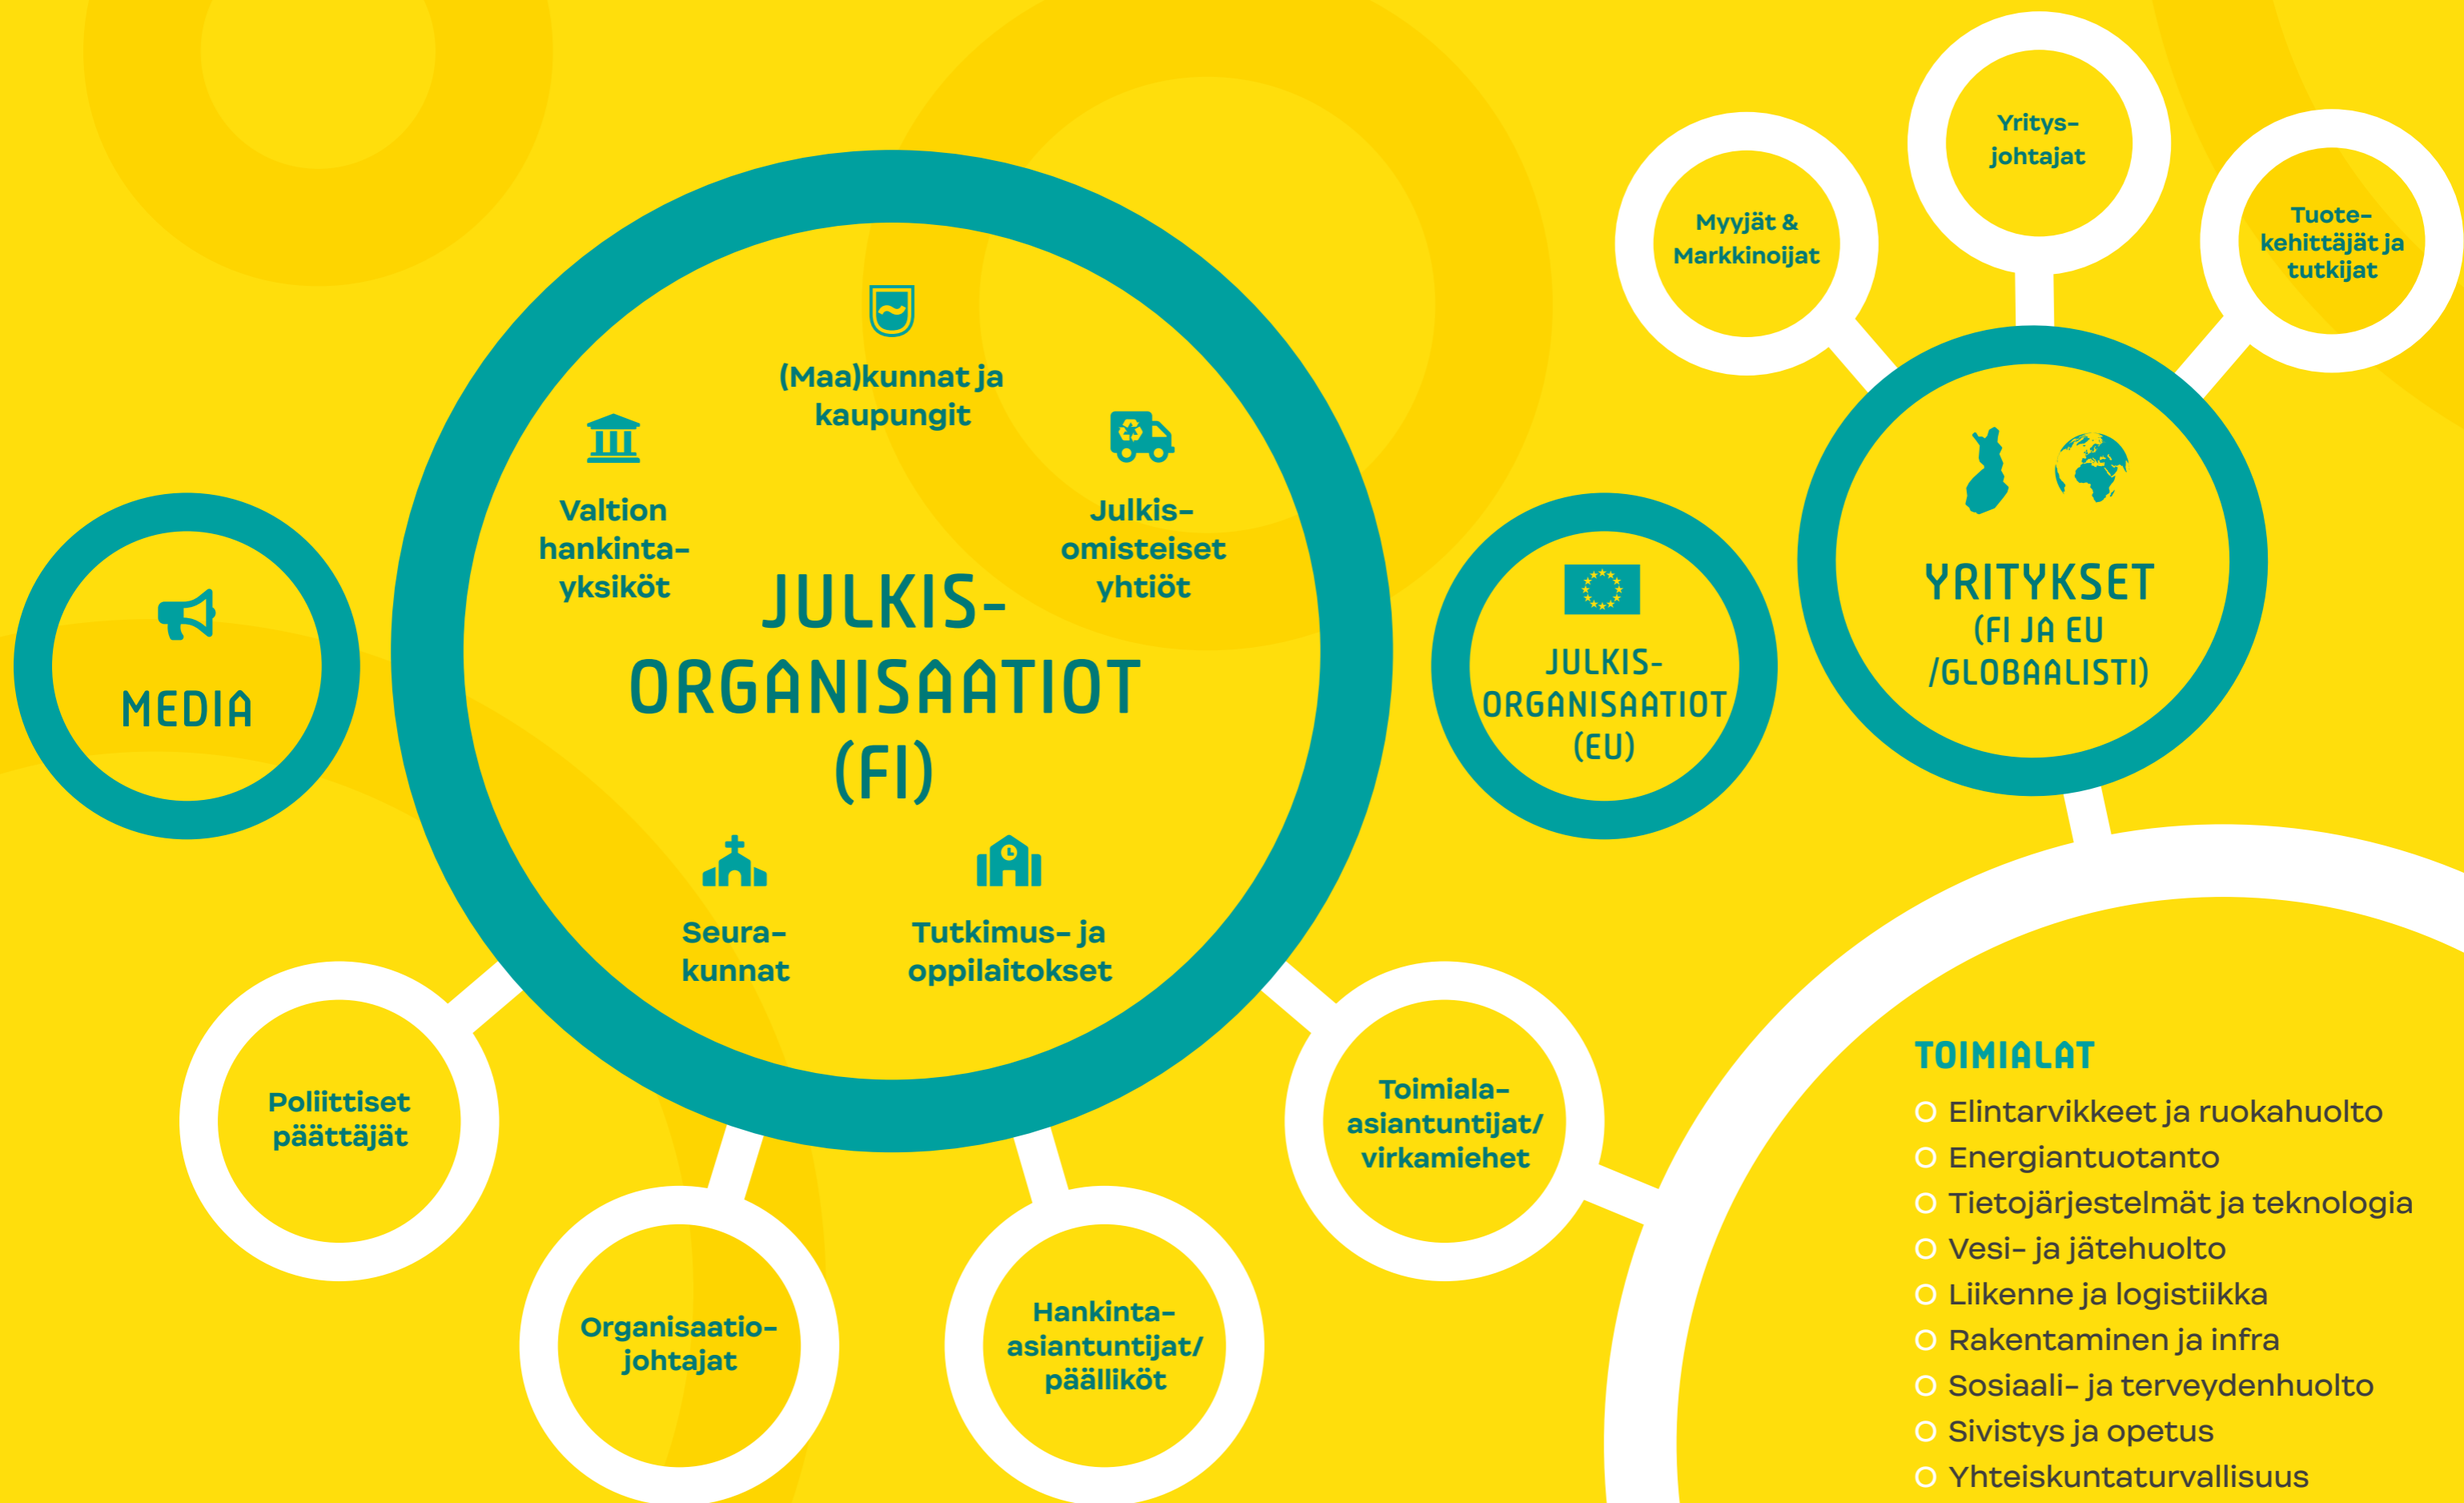 MEDIA
(Maa)kunnat ja
kaupungit
Valtion
hankinta-
yksiköt
Julkis-
omisteiset
yhtiöt
JULKIS-
ORGANISAATIOT
(FI)
Seura-
kunnat
Tutkimus- ja
oppilaitokset
Poliittiset
päättäjät
Organisaatio-
johtajat
Hankinta-
asiantuntijat/
päälliköt
Toimiala-
asiantuntijat/
virkamiehet
JULKIS-
ORGANISAATIOT
(EU)
Myyjät &
Markkinoijat
Yritys-
johtajat
Tuote-
kehittäjät ja
tutkijat
YRITYKSET
(FI JA EU
/GLOBAALISTI)
TOIMIALAT
Elintarvikkeet ja ruokahuolto
Energiantuotanto
Tietojärjestelmät ja teknologia
Vesi- ja jätehuolto
Liikenne ja logistiikka
Rakentaminen ja infra
Sosiaali- ja terveydenhuolto
Sivistys ja opetus
Yhteiskuntaturvallisuus